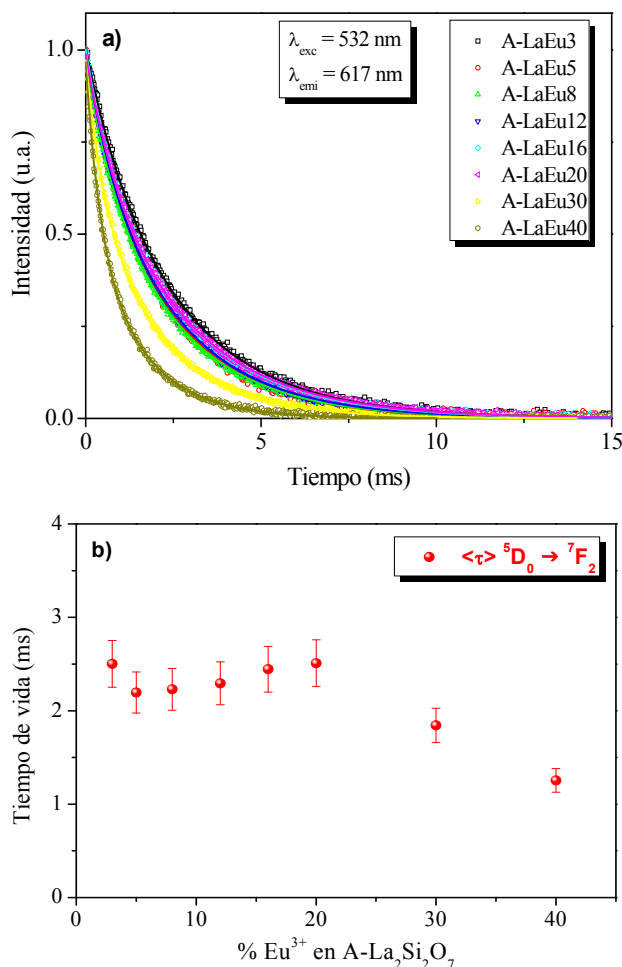 a)
λexc = 532 nm
λemi = 617 nm
A-LaEu3
A-LaEu5
A-LaEu8
A-LaEu12
A-LaEu16
A-LaEu20
A-LaEu30
A-LaEu40
Intensidad (u.a.)
1.0
0.5
0.0
0
5
10
15
Tiempo (ms)
b)
<τ> ⁵D₀ → ⁷F₂
Tiempo de vida (ms)
4
3
2
1
0
0
10
20
30
40
% Eu³⁺ en A-La₂Si₂O₇